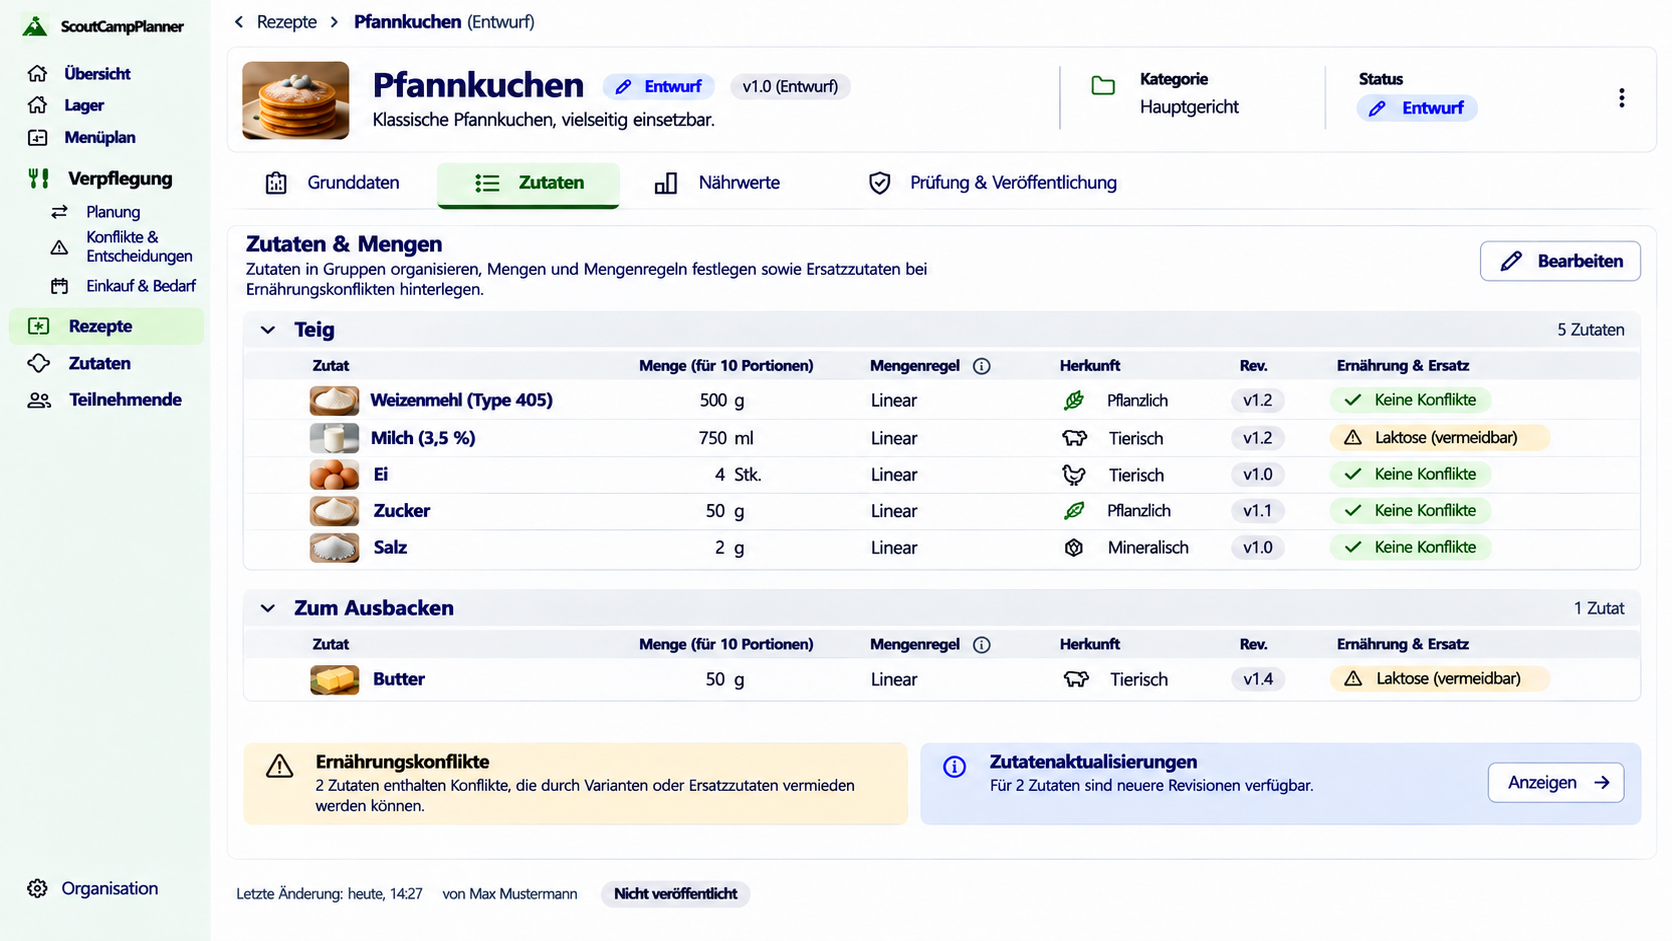 ScoutCampPlanner
Übersicht
Lager
Menüplan
Verpflegung
Planung
Konflikte &
Entscheidungen
Einkauf & Bedarf
Rezepte
Zutaten
Teilnehmende
Organisation
Rezepte > Pfannkuchen (Entwurf)
Pfannkuchen Entwurf v1.0 (Entwurf)
Klassische Pfannkuchen, vielseitig einsetzbar.
Kategorie
Hauptgericht
Status
Entwurf
Grunddaten Zutaten Nährwerte Prüfung & Veröffentlichung
Zutaten & Mengen
Zutaten in Gruppen organisieren, Mengen und Mengenregeln festlegen sowie Ersatzzutaten bei
Ernährungskonflikten hinterlegen.
Bearbeiten
Teig 5 Zutaten
Zutat Menge (für 10 Portionen) Mengenregel Herkunft Rev. Ernährung & Ersatz
Weizenmehl (Type 405) 500 g Linear Pflanzlich v1.2 Keine Konflikte
Milch (3,5 %) 750 ml Linear Tierisch v1.2 Laktose (vermeidbar)
Ei 4 Stk. Linear Tierisch v1.0 Keine Konflikte
Zucker 50 g Linear Pflanzlich v1.1 Keine Konflikte
Salz 2 g Linear Mineralisch v1.0 Keine Konflikte
Zum Ausbacken 1 Zutat
Zutat Menge (für 10 Portionen) Mengenregel Herkunft Rev. Ernährung & Ersatz
Butter 50 g Linear Tierisch v1.4 Laktose (vermeidbar)
Ernährungskonflikte
2 Zutaten enthalten Konflikte, die durch Varianten oder Ersatzzutaten vermieden
werden können.
Zutatenaktualisierungen
Für 2 Zutaten sind neuere Revisionen verfügbar.
Anzeigen →
Letzte Änderung: heute, 14:27 von Max Mustermann Nicht veröffentlicht